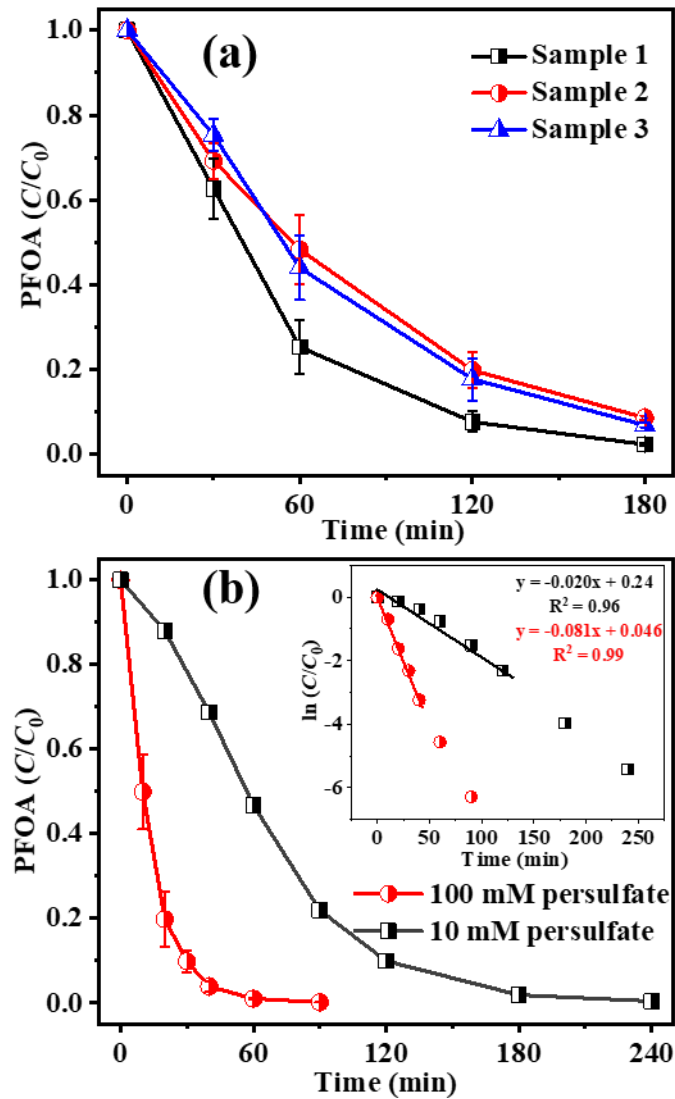 (a)
Sample 1
Sample 2
Sample 3
PFOA (C/C0)
1.0
0.8
0.6
0.4
0.2
0.0
0 60 120 180
Time (min)
(b)
PFOA (C/C0)
1.0
0.8
0.6
0.4
0.2
0.0
y = -0.020x + 0.24
R2 = 0.96
y = -0.081x + 0.046
R2 = 0.99
ln (C/C0)
0
-2
-4
-6
0 50 100 150 200 250
Time (min)
100 mM persulfate
10 mM persulfate
0 60 120 180 240
Time (min)